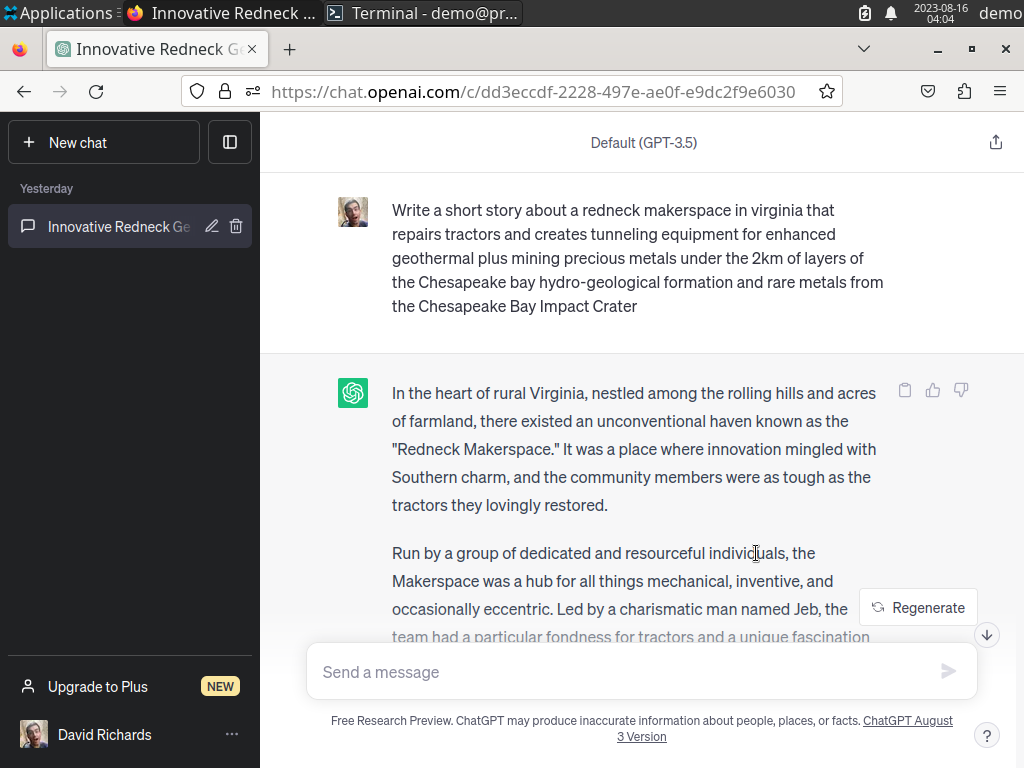 Applications
Innovative Redneck ...
Terminal - demo@pr...
2023-08-16
04:04
demo
Innovative Redneck Ge
https://chat.openai.com/c/dd3eccdf-2228-497e-ae0f-e9dc2f9e6030
New chat
Yesterday
Innovative Redneck Ge
Upgrade to Plus
NEW
David Richards
Default (GPT-3.5)
Write a short story about a redneck makerspace in virginia that
repairs tractors and creates tunneling equipment for enhanced
geothermal plus mining precious metals under the 2km of layers of
the Chesapeake bay hydro-geological formation and rare metals from
the Chesapeake Bay Impact Crater
In the heart of rural Virginia, nestled among the rolling hills and acres
of farmland, there existed an unconventional haven known as the
"Redneck Makerspace." It was a place where innovation mingled with
Southern charm, and the community members were as tough as the
tractors they lovingly restored.
Run by a group of dedicated and resourceful individuals, the
Makerspace was a hub for all things mechanical, inventive, and
occasionally eccentric. Led by a charismatic man named Jeb, the
team had a particular fondness for tractors and a unique fascination
Regenerate
Send a message
Free Research Preview. ChatGPT may produce inaccurate information about people, places, or facts. ChatGPT August
3 Version
?